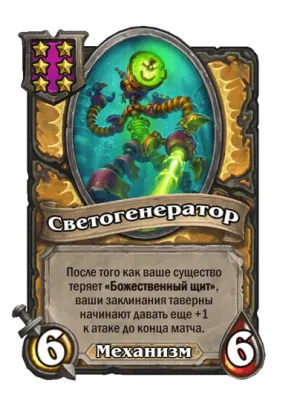 Светогенератор
После того как ваше существо
теряет «Божественный щит»,
ваши заклинания таверны
начинают давать еще +1
к атаке до конца матча.
6
Механизм
6